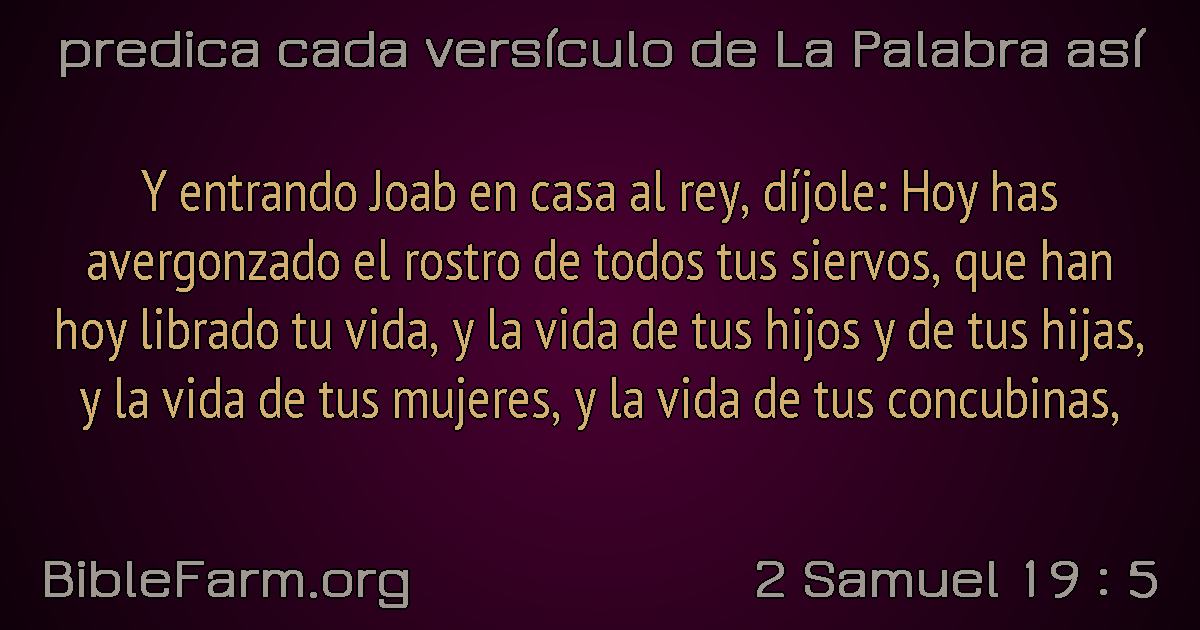 predica cada versículo de La Palabra así
Y entrando Joab en casa al rey, díjole: Hoy has
avergonzado el rostro de todos tus siervos, que han
hoy librado tu vida, y la vida de tus hijos y de tus hijas,
y la vida de tus mujeres, y la vida de tus concubinas,
BibleFarm.org
2 Samuel 19 : 5